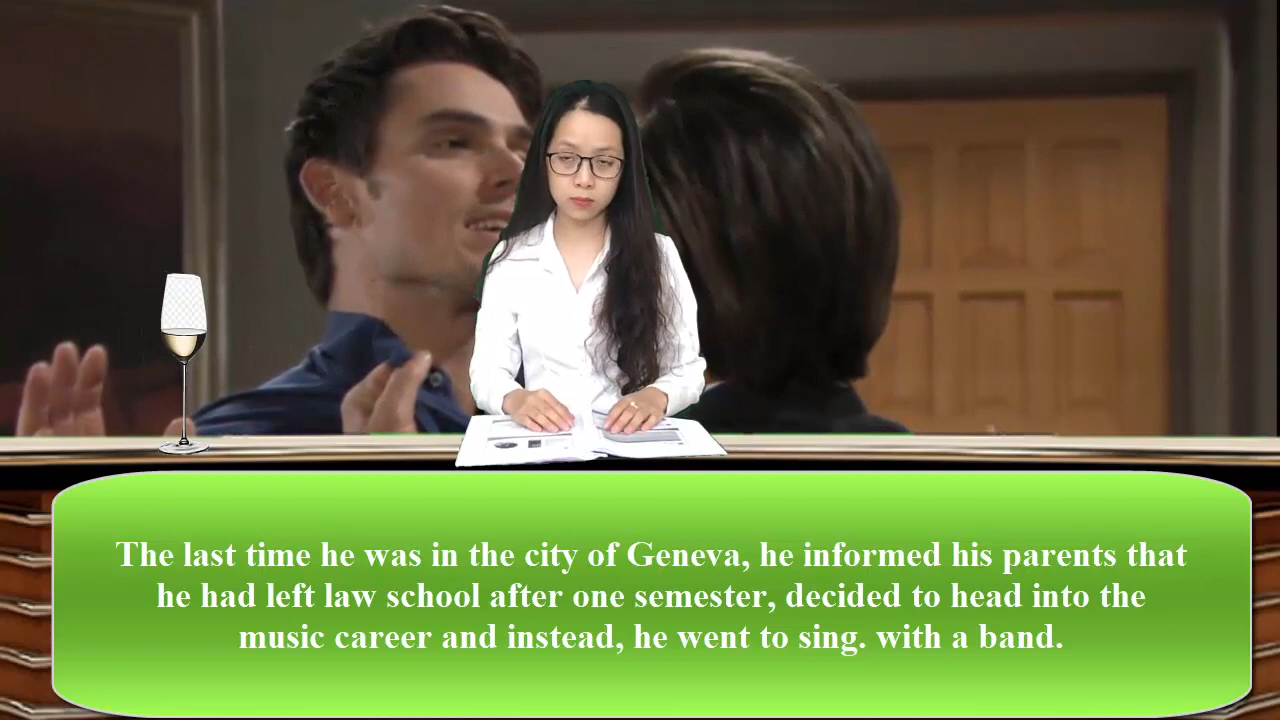 The last time he was in the city of Geneva, he informed his parents that
he had left law school after one semester, decided to head into the
music career and instead, he went to sing. with a band.